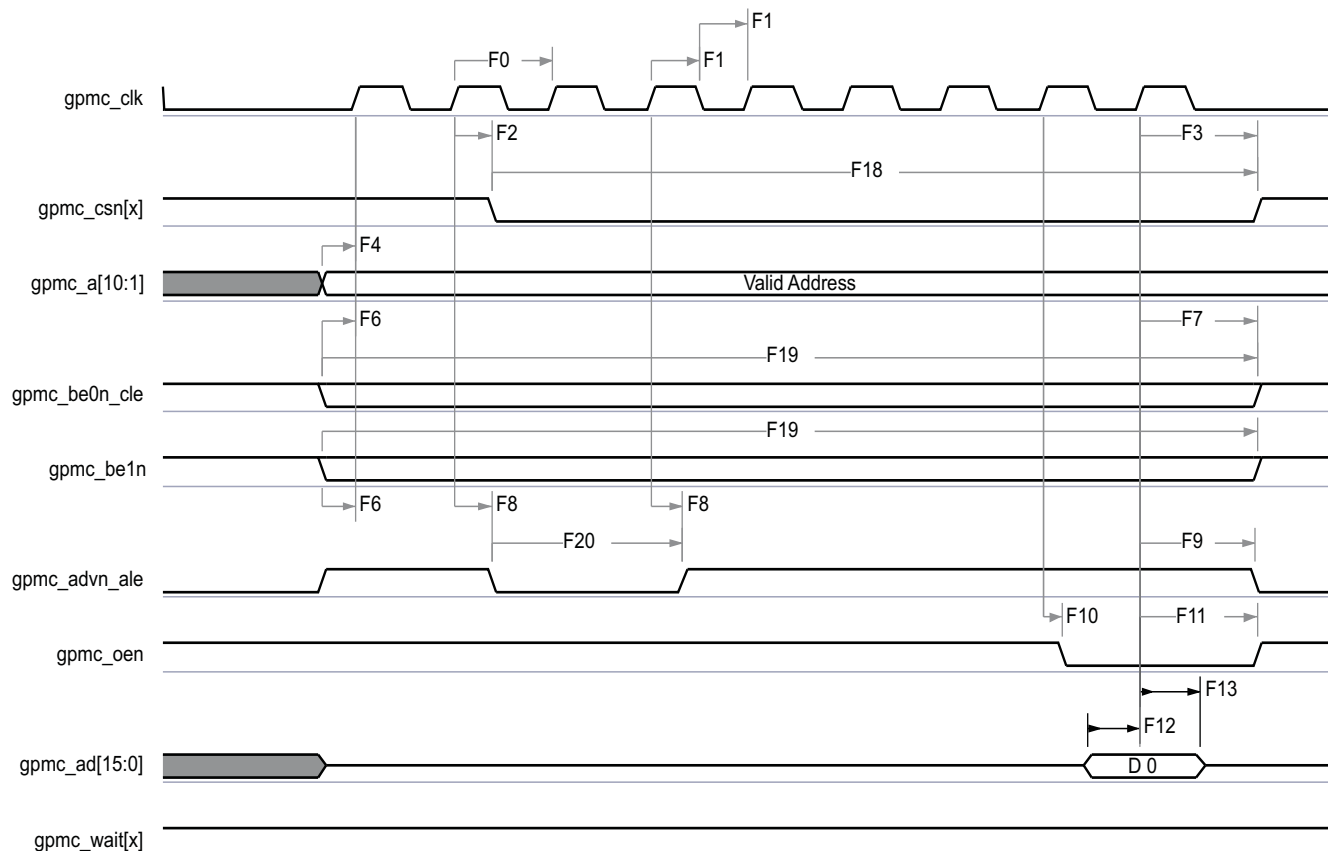 F1
F0 F1
gpmc_clk
F2 F3
F18
gpmc_csn[x]
F4
gpmc_a[10:1] Valid Address
F6 F7
F19
gpmc_be0n_cle
F19
gpmc_be1n
F6 F8 F8
F20 F9
gpmc_advn_ale
F10 F11
gpmc_oen
F13
F12
gpmc_ad[15:0] D 0
gpmc_wait[x]